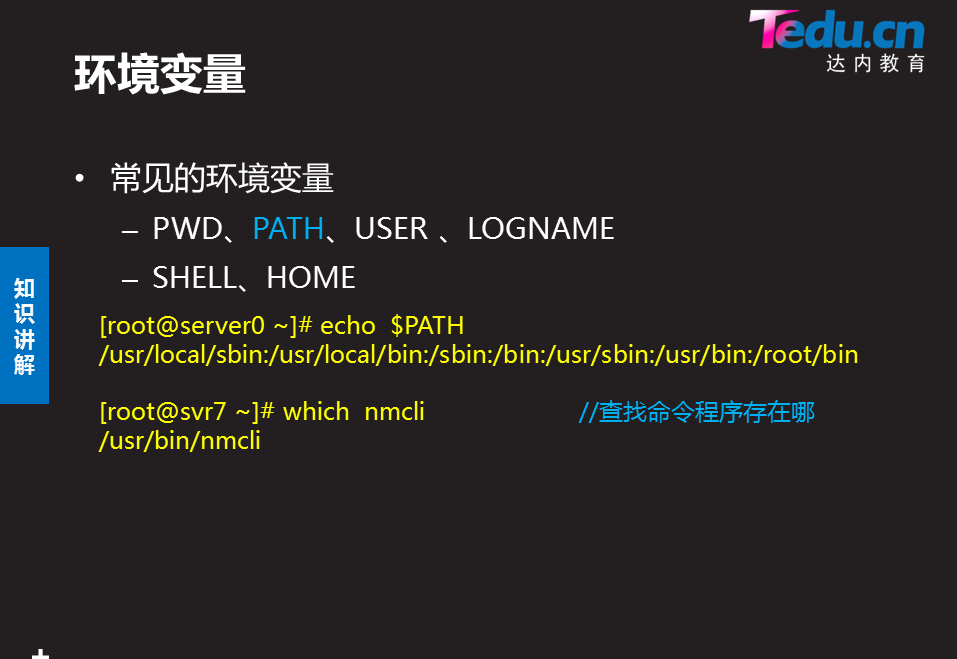 Tedu.cn
达内教育
环境变量
• 常见的环境变量
– PWD、PATH、USER 、LOGNAME
– SHELL、HOME
知识讲解
[root@server0 ~]# echo  $PATH
/usr/local/sbin:/usr/local/bin:/sbin:/bin:/usr/sbin:/usr/bin:/root/bin
[root@svr7 ~]# which  nmcli //查找命令程序存在哪
/usr/bin/nmcli